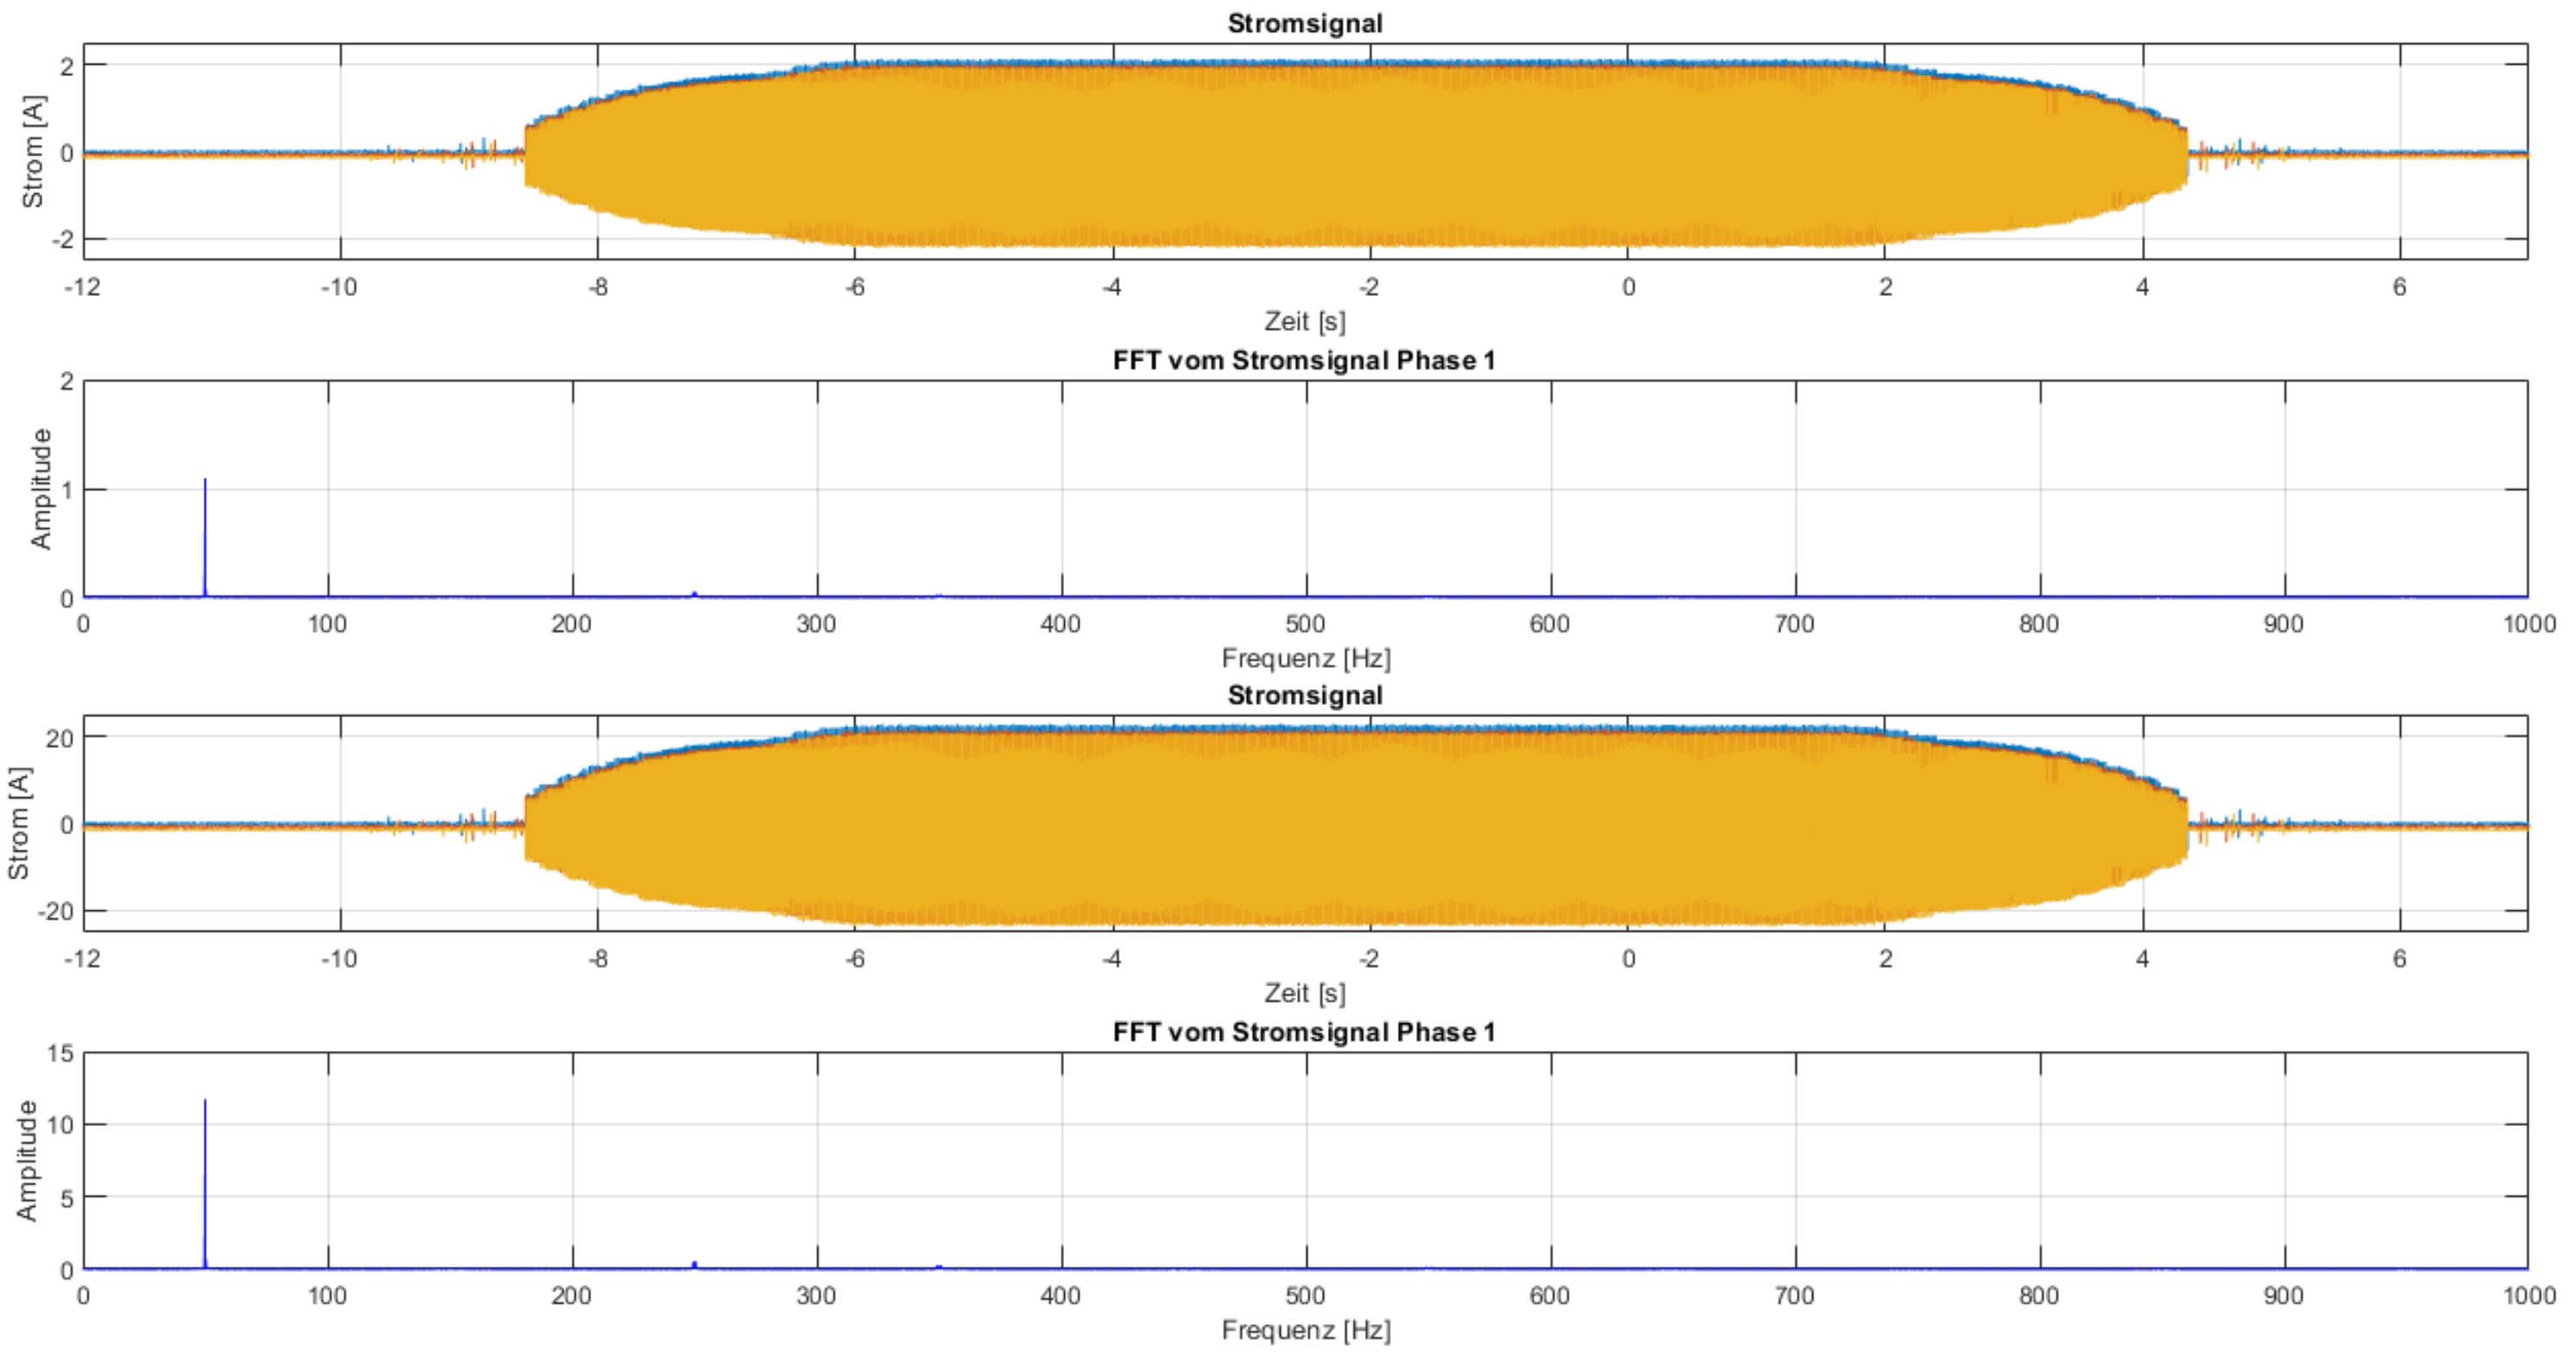 Stromsignal
Strom [A]
2
0
-2
-12 -10 -8 -6 -4 -2 0 2 4 6
Zeit [s]
FFT vom Stromsignal Phase 1
Amplitude
2
1
0
0 100 200 300 400 500 600 700 800 900 1000
Frequenz [Hz]
Stromsignal
Strom [A]
20
0
-20
-12 -10 -8 -6 -4 -2 0 2 4 6
Zeit [s]
FFT vom Stromsignal Phase 1
Amplitude
15
10
5
0
0 100 200 300 400 500 600 700 800 900 1000
Frequenz [Hz]